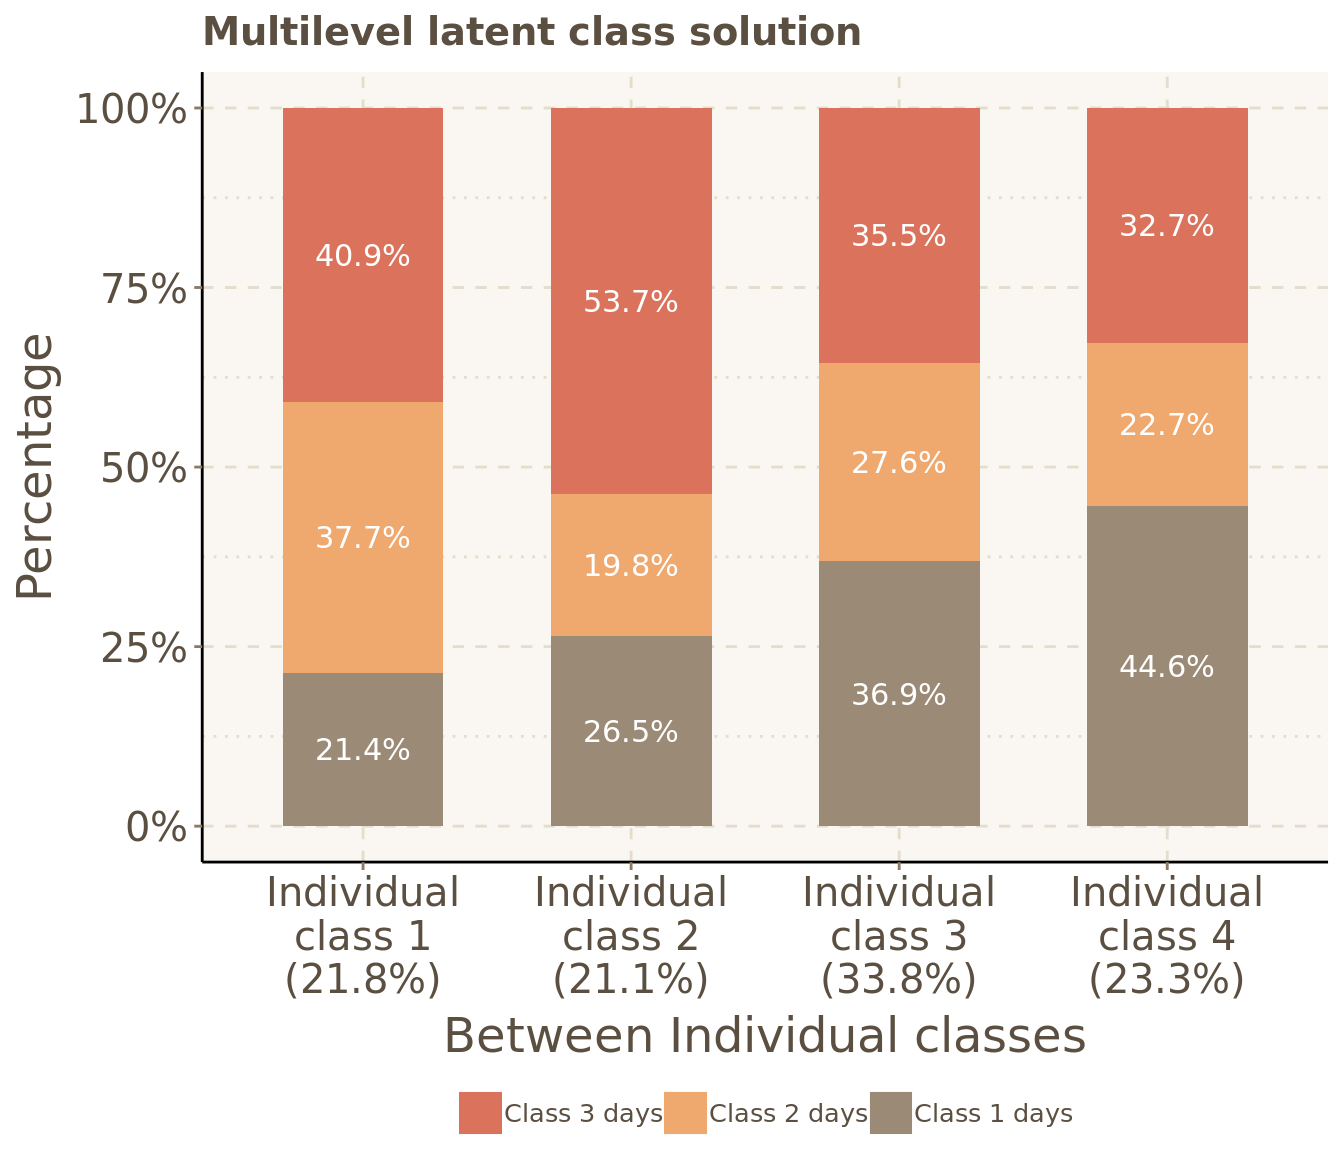 Multilevel latent class solution
100%
75%
50%
25%
0%
Percentage
40.9%
37.7%
21.4%
53.7%
19.8%
26.5%
35.5%
27.6%
36.9%
32.7%
22.7%
44.6%
Individual
class 1
(21.8%)
Individual
class 2
(21.1%)
Individual
class 3
(33.8%)
Individual
class 4
(23.3%)
Between Individual classes
Class 3 days
Class 2 days
Class 1 days